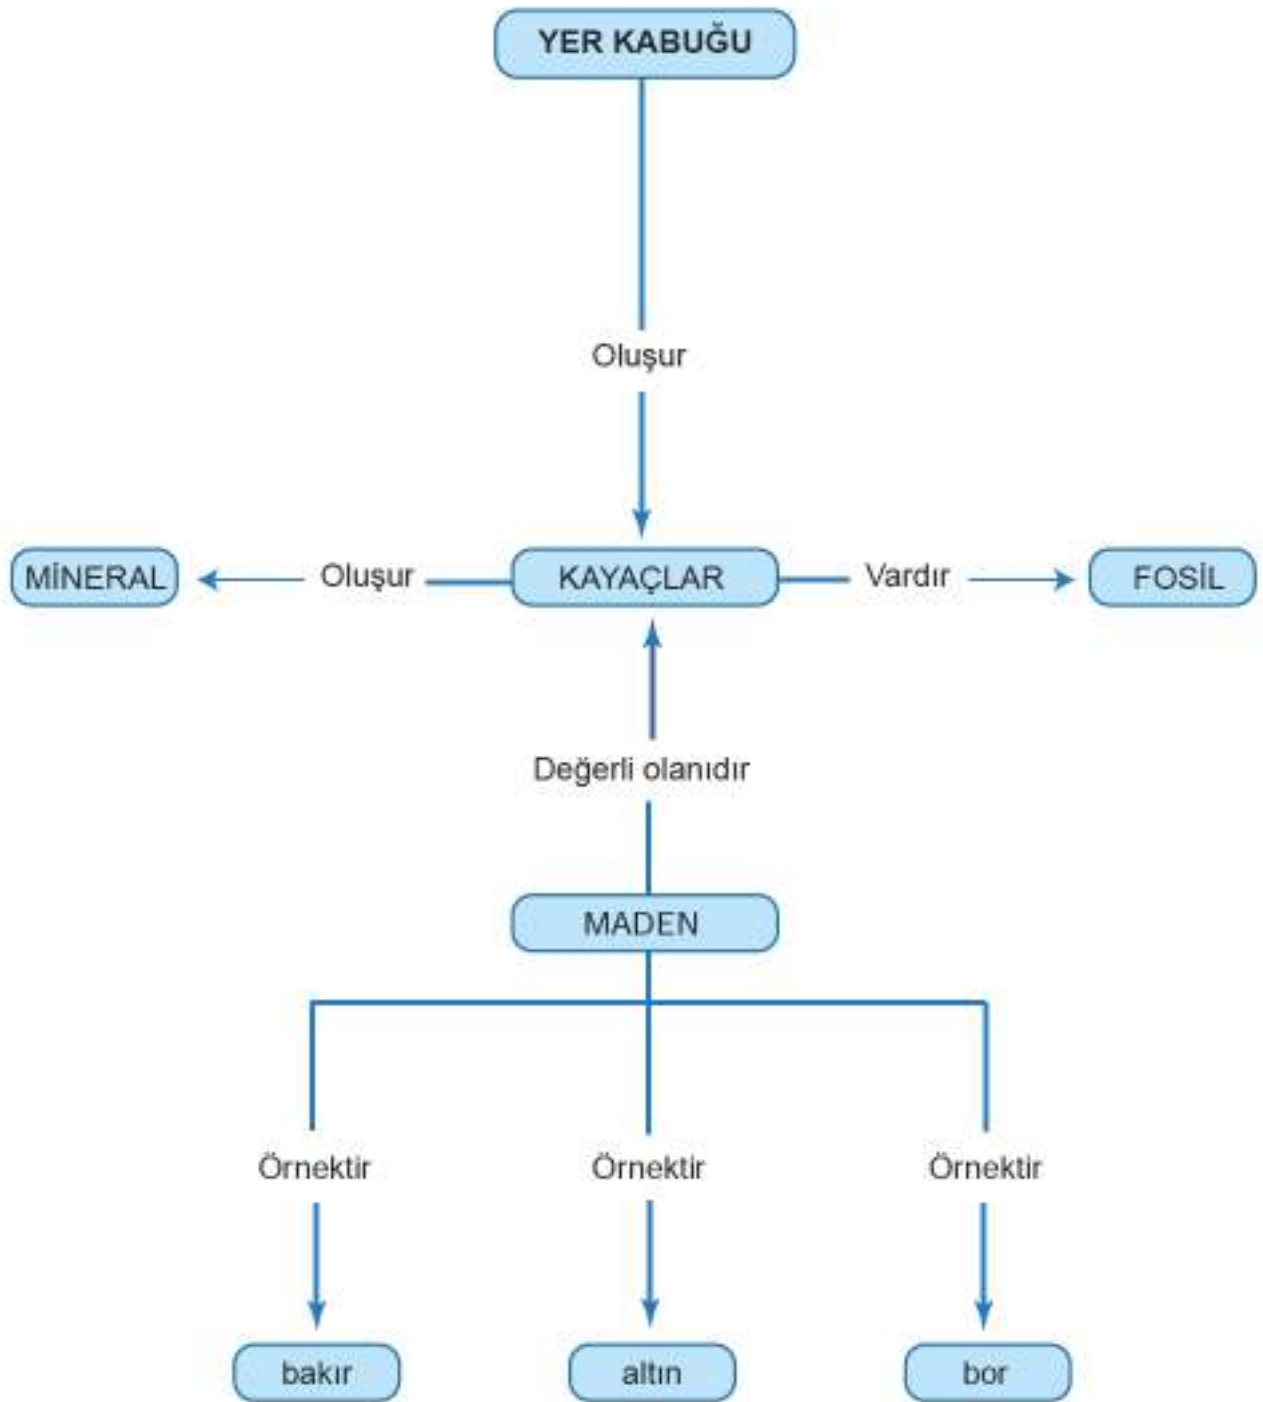 YER KABUĞU
Oluşur
MİNERAL
Oluşur
KAYAÇLAR
Vardır
FOSİL
Değerli olanıdır
MADEN
Örnektir
Örnektir
Örnektir
bakır
altın
bor